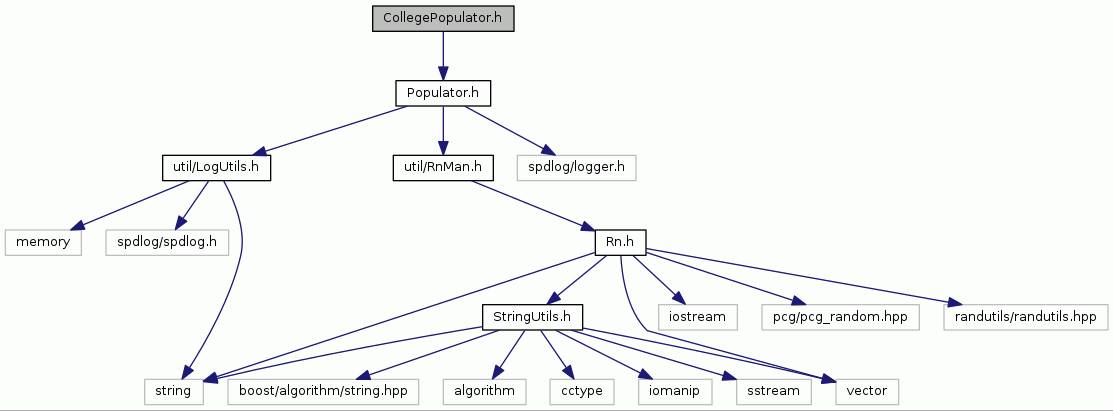 CollegePopulator.h
Populator.h
util/LogUtils.h
util/RnMan.h
spdlog/logger.h
memory
spdlog/spdlog.h
Rn.h
StringUtils.h
iostream
pcg/pcg_random.hpp
randutils/randutils.hpp
string
boost/algorithm/string.hpp
algorithm
cctype
iomanip
sstream
vector